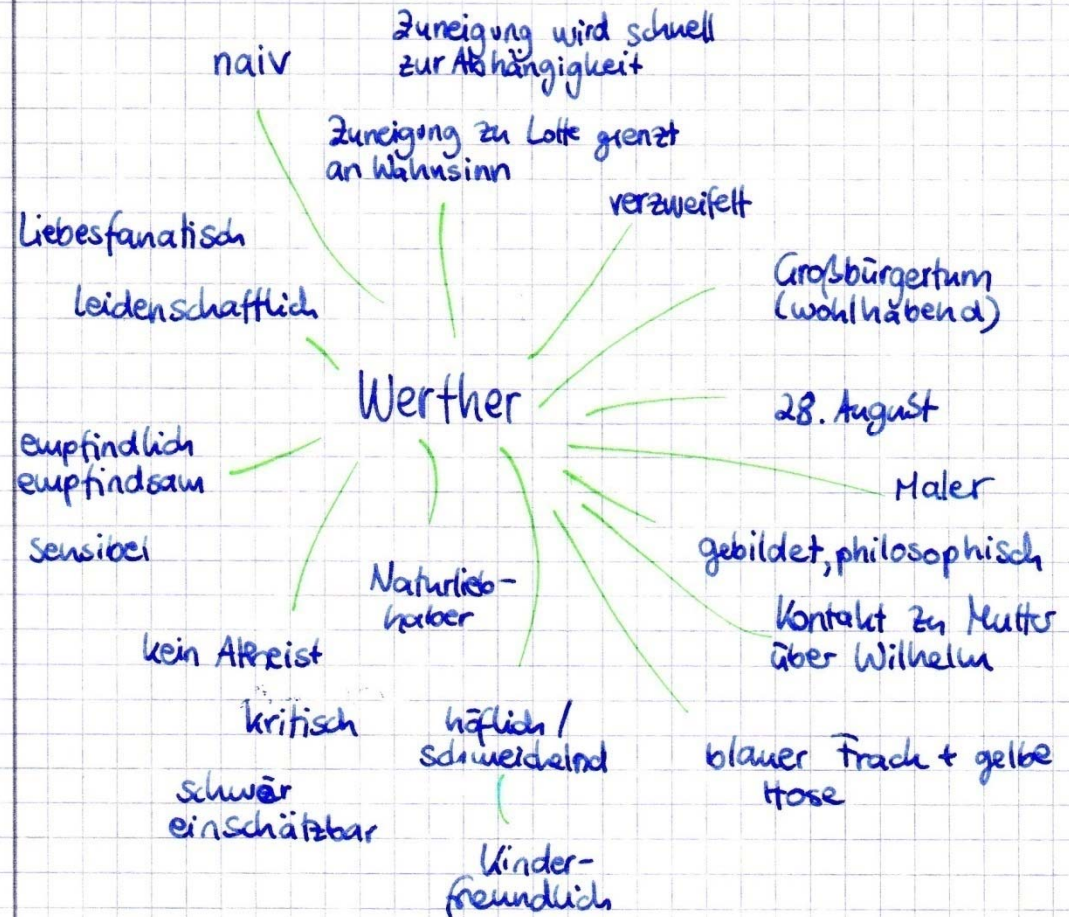 Zuneigung wird schnell
zur Abhängigkeit
naiv
Zuneigung zu Lotte grenzt
an Wahnsinn
verzweifelt
Liebesfanatisch
Großbürgertum
(wohlhabend)
leidenschaftlich
Werther
28. August
empfindlich
empfindsam
Maler
sensibel
gebildet, philosophisch
Naturlieb-
haber
Kontakt zu Mutter
über Wilhelm
kein Atheist
kritisch
höflich /
schmeichelnd
blauer Frack + gelbe
Hose
schwer
einschätzbar
Kinder-
freundlich